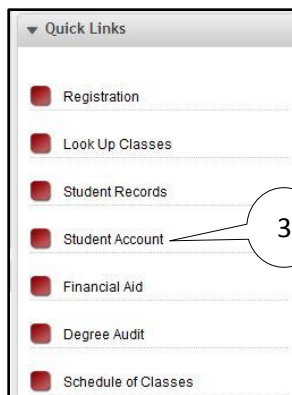 Quick Links
Registration
Look Up Classes
Student Records
Student Account
3
Financial Aid
Degree Audit
Schedule of Classes